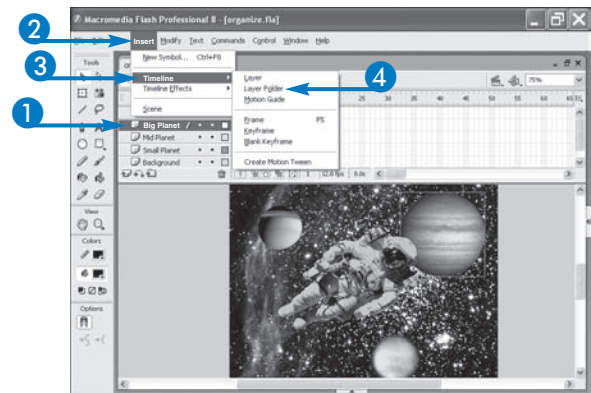 Macromedia Flash Professional 8 - [organize.fla]
2
Insert Modify Text Commands Control Window Help
Tools
New Symbol... Ctrl+F8
3
Timeline
Timeline Effects
Scene
Layer
Layer Folder
Motion Guide
Frame F5
Keyframe
Blank Keyframe
Create Motion Tween
4
75%
25 30 35 40 45 50 55 60 65
1
Big Planet
Mid Planet
Small Planet
Background
1 12.0 fps 0.0s
View
Colors
Options